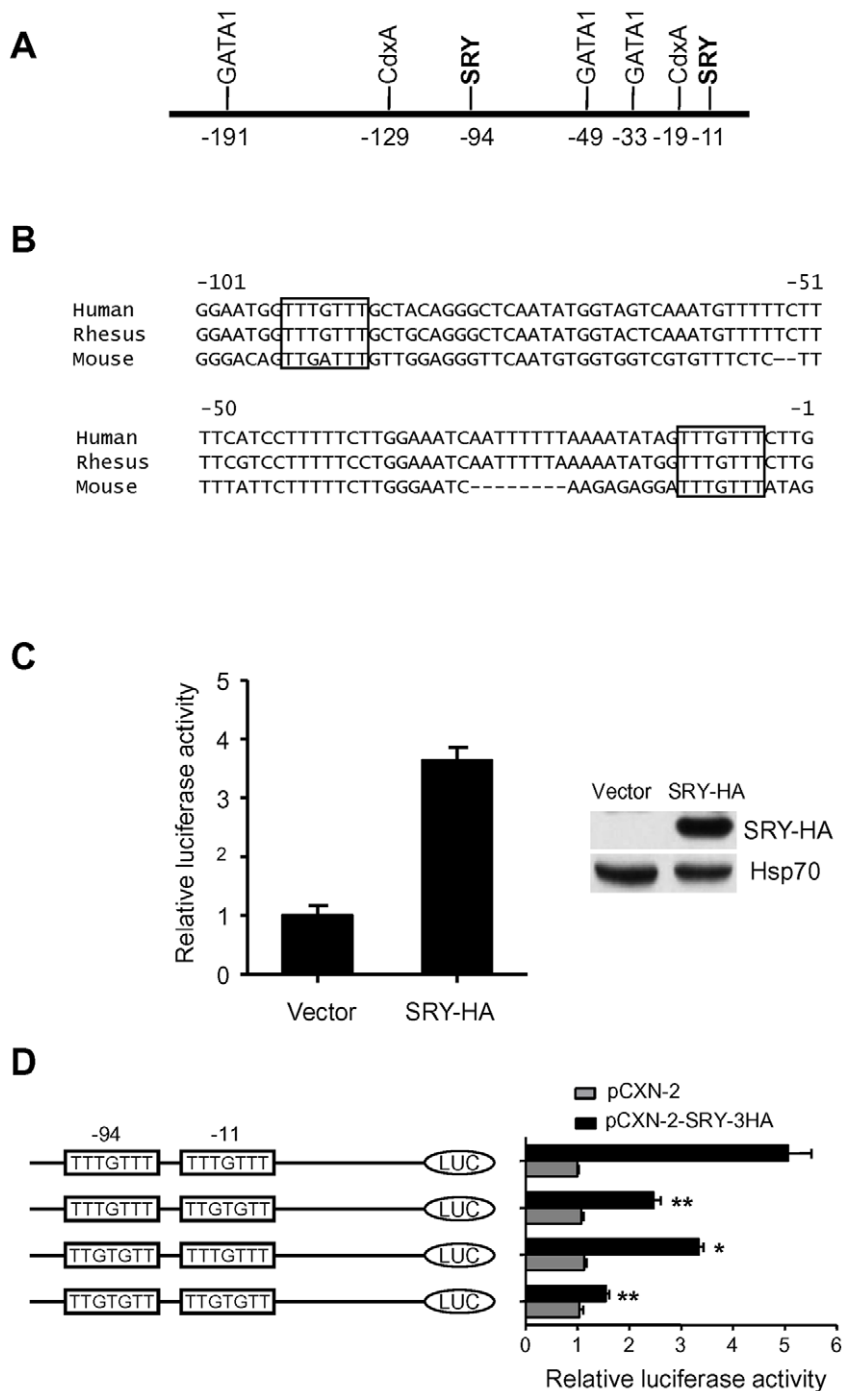 A
GATA1 CdxA SRY GATA1 GATA1 CdxA SRY
-191 -129 -94 -49 -33 -19 -11
B
-101 -51
Human GGAATGGTTTGTTTGCTACAGGGCTCAATATGGTAGTCAAATGTTTTTCTT
Rhesus GGAATGGTTTGTTTGCTGCAGGGCTCAATATGGTACTCAAATGTTTTTCTT
Mouse GGGACAGTTGATTTGTTGGAGGGTTCAATGTGGTGGTCGTGTTTCTC--TT
-50 -1
Human TTCATCCTTTTTCTTGGAAATCAATTTTTTAAAATATAGTTTGTTTCTTG
Rhesus TTCGTCCTTTTTCCTGGAAATCAATTTTTAAAAATATGGTTTGTTTCTTG
Mouse TTTATTCTTTTTCTTGGGAATC--------AAGAGAGGATTTGTTTATAG
C
Relative luciferase activity
5
4
3
2
1
0
Vector SRY-HA
Vector SRY-HA
SRY-HA
Hsp70
D
pCXN-2
pCXN-2-SRY-3HA
-94 -11
TTTGTTT TTTGTTT LUC
TTTGTTT TTGTGTT LUC **
TTGTGTT TTTGTTT LUC *
TTGTGTT TTGTGTT LUC **
0 1 2 3 4 5 6
Relative luciferase activity